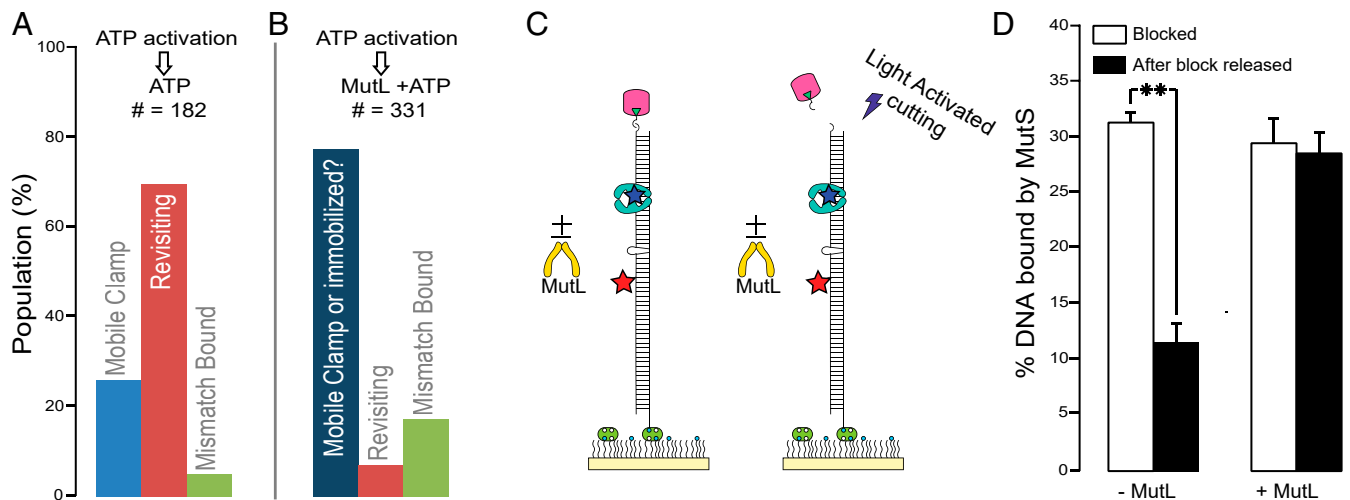 A
ATP activation
ATP
# = 182
Population (%)
100
80
60
40
20
0
Mobile Clamp
Revisiting
Mismatch Bound
B
ATP activation
MutL +ATP
# = 331
Mobile Clamp or immobilized?
Revisiting
Mismatch Bound
C
±
MutL
±
MutL
Light Activated
cutting
D
% DNA bound by MutS
40
35
30
25
20
15
10
5
0
Blocked
After block released
**
- MutL
+ MutL